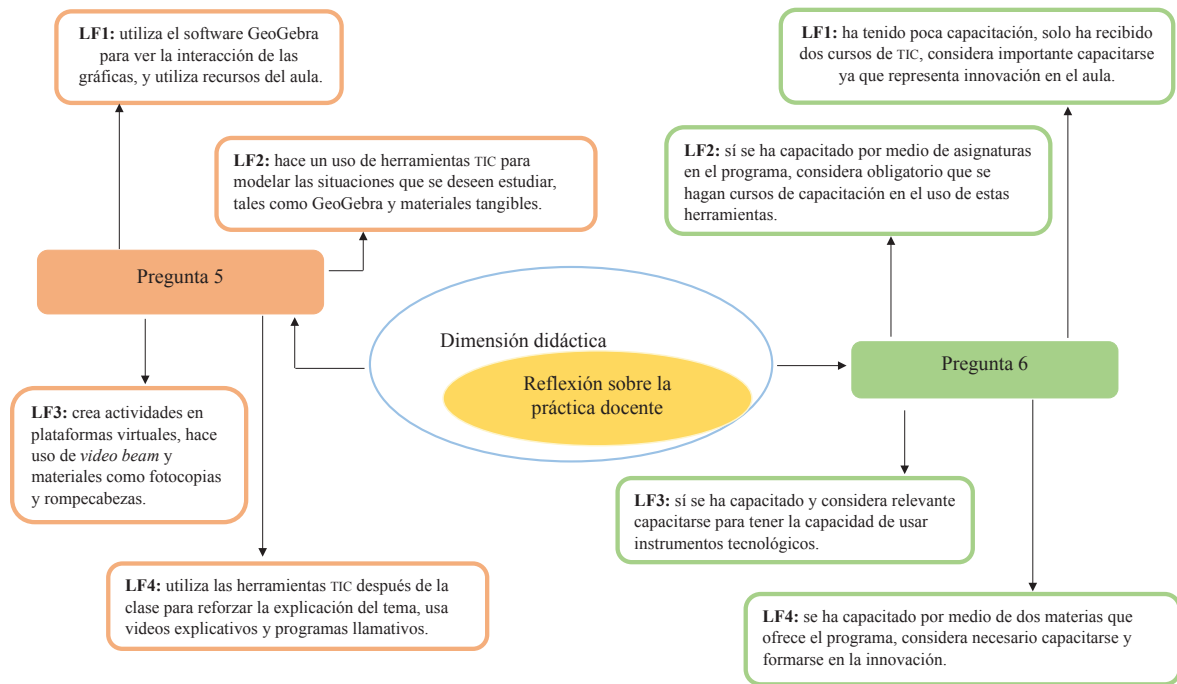 LF1: utiliza el software GeoGebra
para ver la interacción de las
gráficas, y utiliza recursos del aula.
LF2: hace un uso de herramientas TIC para
modelar las situaciones que se deseen estudiar,
tales como GeoGebra y materiales tangibles.
Pregunta 5
LF3: crea actividades en
plataformas virtuales, hace
uso de video beam y
materiales como fotocopias
y rompecabezas.
LF4: utiliza las herramientas TIC después de la
clase para reforzar la explicación del tema, usa
videos explicativos y programas llamativos.
Dimensión didáctica
Reflexión sobre la
práctica docente
LF1: ha tenido poca capacitación, solo ha recibido
dos cursos de TIC, considera importante capacitarse
ya que representa innovación en el aula.
LF2: sí se ha capacitado por medio de asignaturas
en el programa, considera obligatorio que se
hagan cursos de capacitación en el uso de estas
herramientas.
Pregunta 6
LF3: sí se ha capacitado y considera relevante
capacitarse para tener la capacidad de usar
instrumentos tecnológicos.
LF4: se ha capacitado por medio de dos materias que
ofrece el programa, considera necesario capacitarse y
formarse en la innovación.